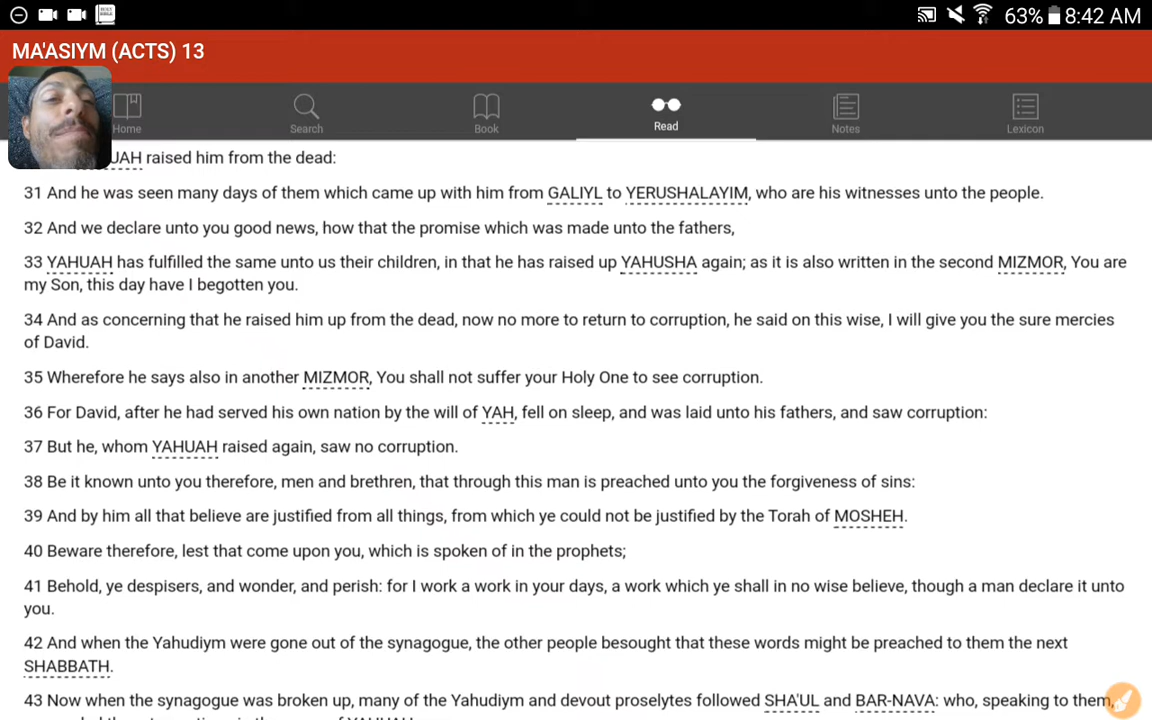 63% 8:42 AM
MA'ASIYM (ACTS) 13
Home
Search
Book
Read
Notes
Lexicon
raised him from the dead:
31 And he was seen many days of them which came up with him from GALIYL to YERUSHALAYIM, who are his witnesses unto the people.
32 And we declare unto you good news, how that the promise which was made unto the fathers,
33 YAHUAH has fulfilled the same unto us their children, in that he has raised up YAHUSHA again; as it is also written in the second MIZMOR, You are
my Son, this day have I begotten you.
34 And as concerning that he raised him up from the dead, now no more to return to corruption, he said on this wise, I will give you the sure mercies
of David.
35 Wherefore he says also in another MIZMOR, You shall not suffer your Holy One to see corruption.
36 For David, after he had served his own nation by the will of YAH, fell on sleep, and was laid unto his fathers, and saw corruption:
37 But he, whom YAHUAH raised again, saw no corruption.
38 Be it known unto you therefore, men and brethren, that through this man is preached unto you the forgiveness of sins:
39 And by him all that believe are justified from all things, from which ye could not be justified by the Torah of MOSHEH.
40 Beware therefore, lest that come upon you, which is spoken of in the prophets;
41 Behold, ye despisers, and wonder, and perish: for I work a work in your days, a work which ye shall in no wise believe, though a man declare it unto
you.
42 And when the Yahudiym were gone out of the synagogue, the other people besought that these words might be preached to them the next
SHABBATH.
43 Now when the synagogue was broken up, many of the Yahudiym and devout proselytes followed SHA'UL and BAR-NAVA: who, speaking to them,